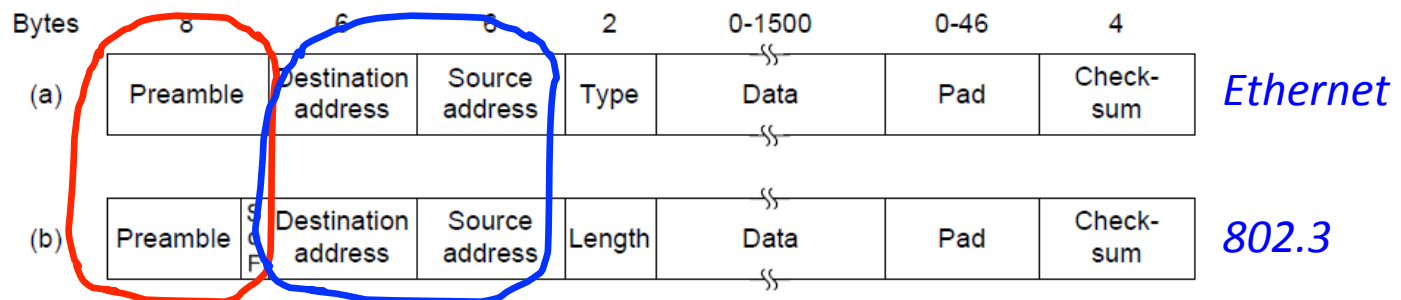 Bytes 8 6 6 2 0-1500 0-46 4
(a) Preamble Destination address Source address Type Data Pad Check-sum Ethernet
(b) Preamble SoF Destination address Source address Length Data Pad Check-sum 802.3